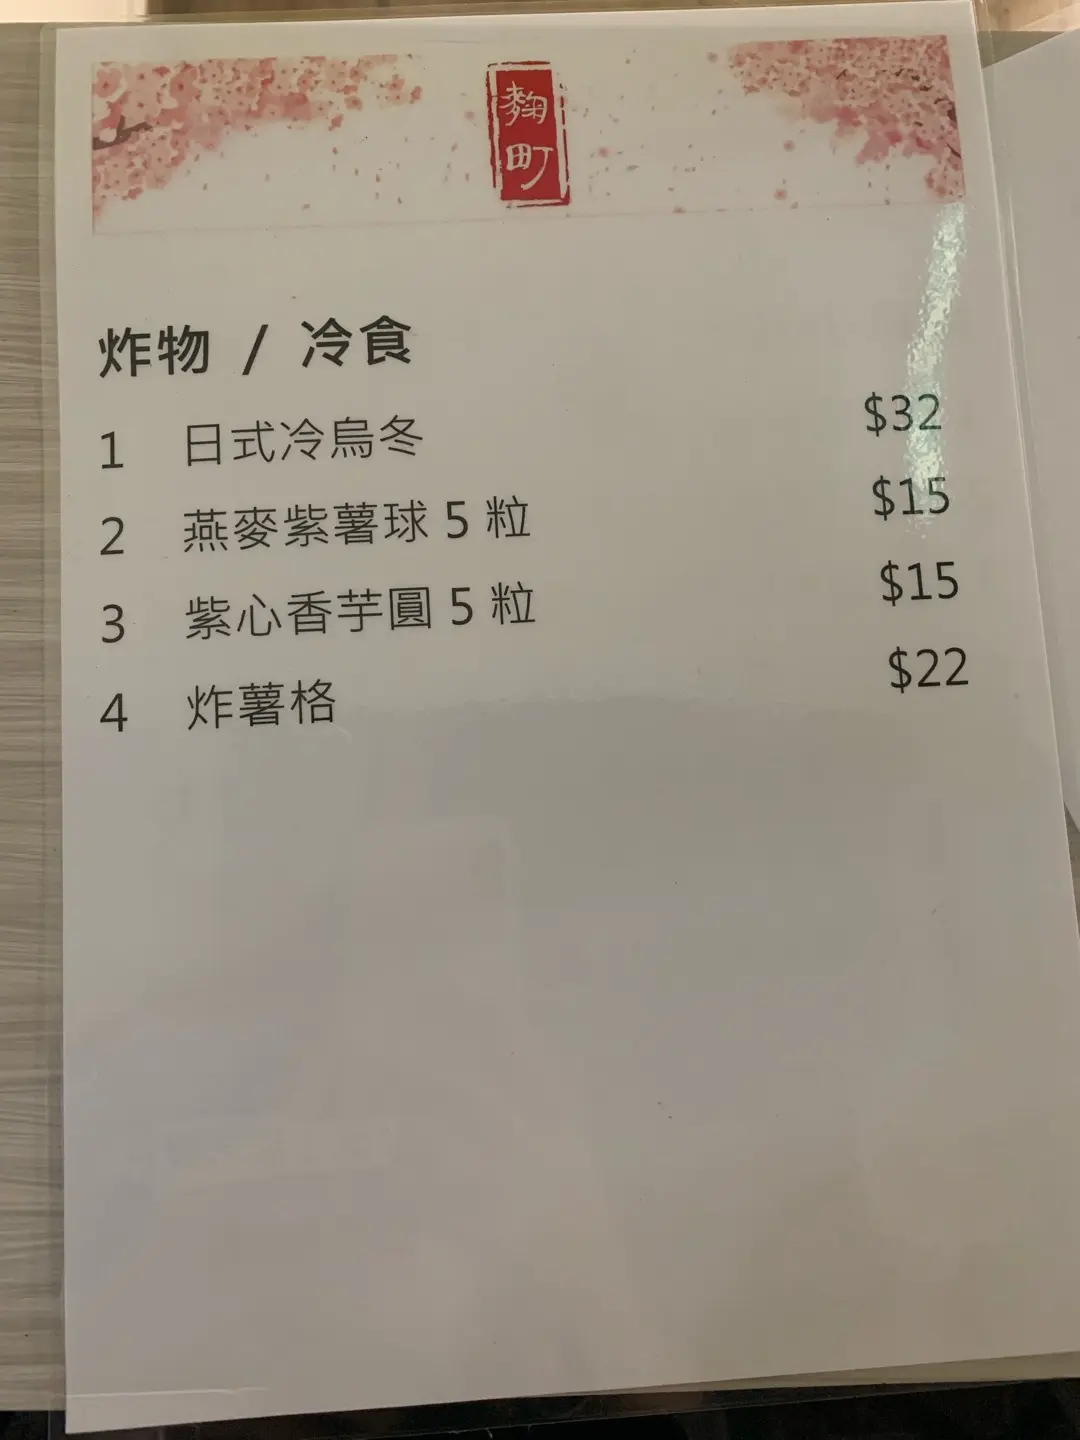 麴
町
炸物 / 冷食
1 日式冷烏冬 $32
2 燕麥紫薯球 5 粒 $15
3 紫心香芋圓 5 粒 $15
4 炸薯格 $22